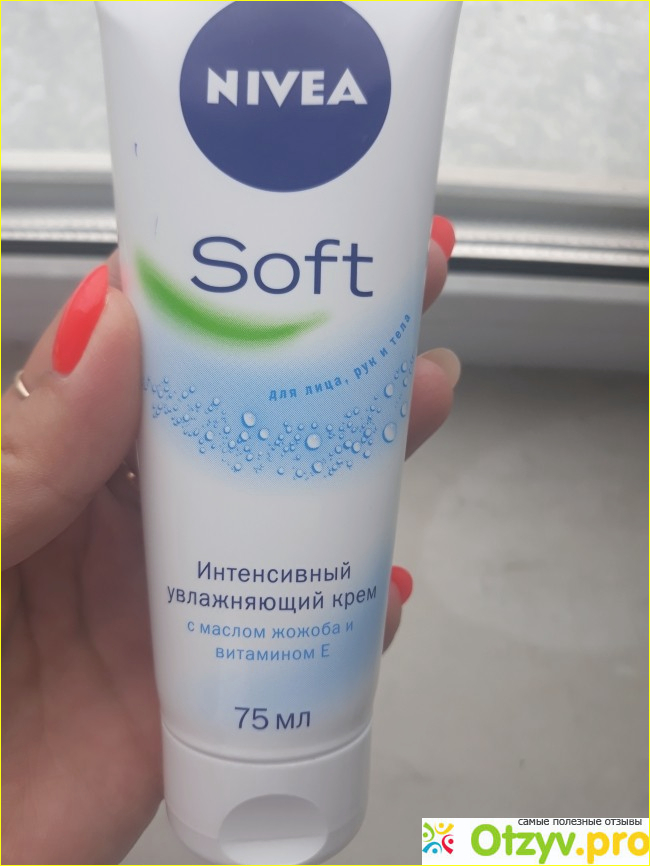 NIVEA
Soft
для лица, рук и тела
Интенсивный
увлажняющий крем
с маслом жожоба и
витамином Е
75 мл
самые полезные отзывы
Otzyv.pro